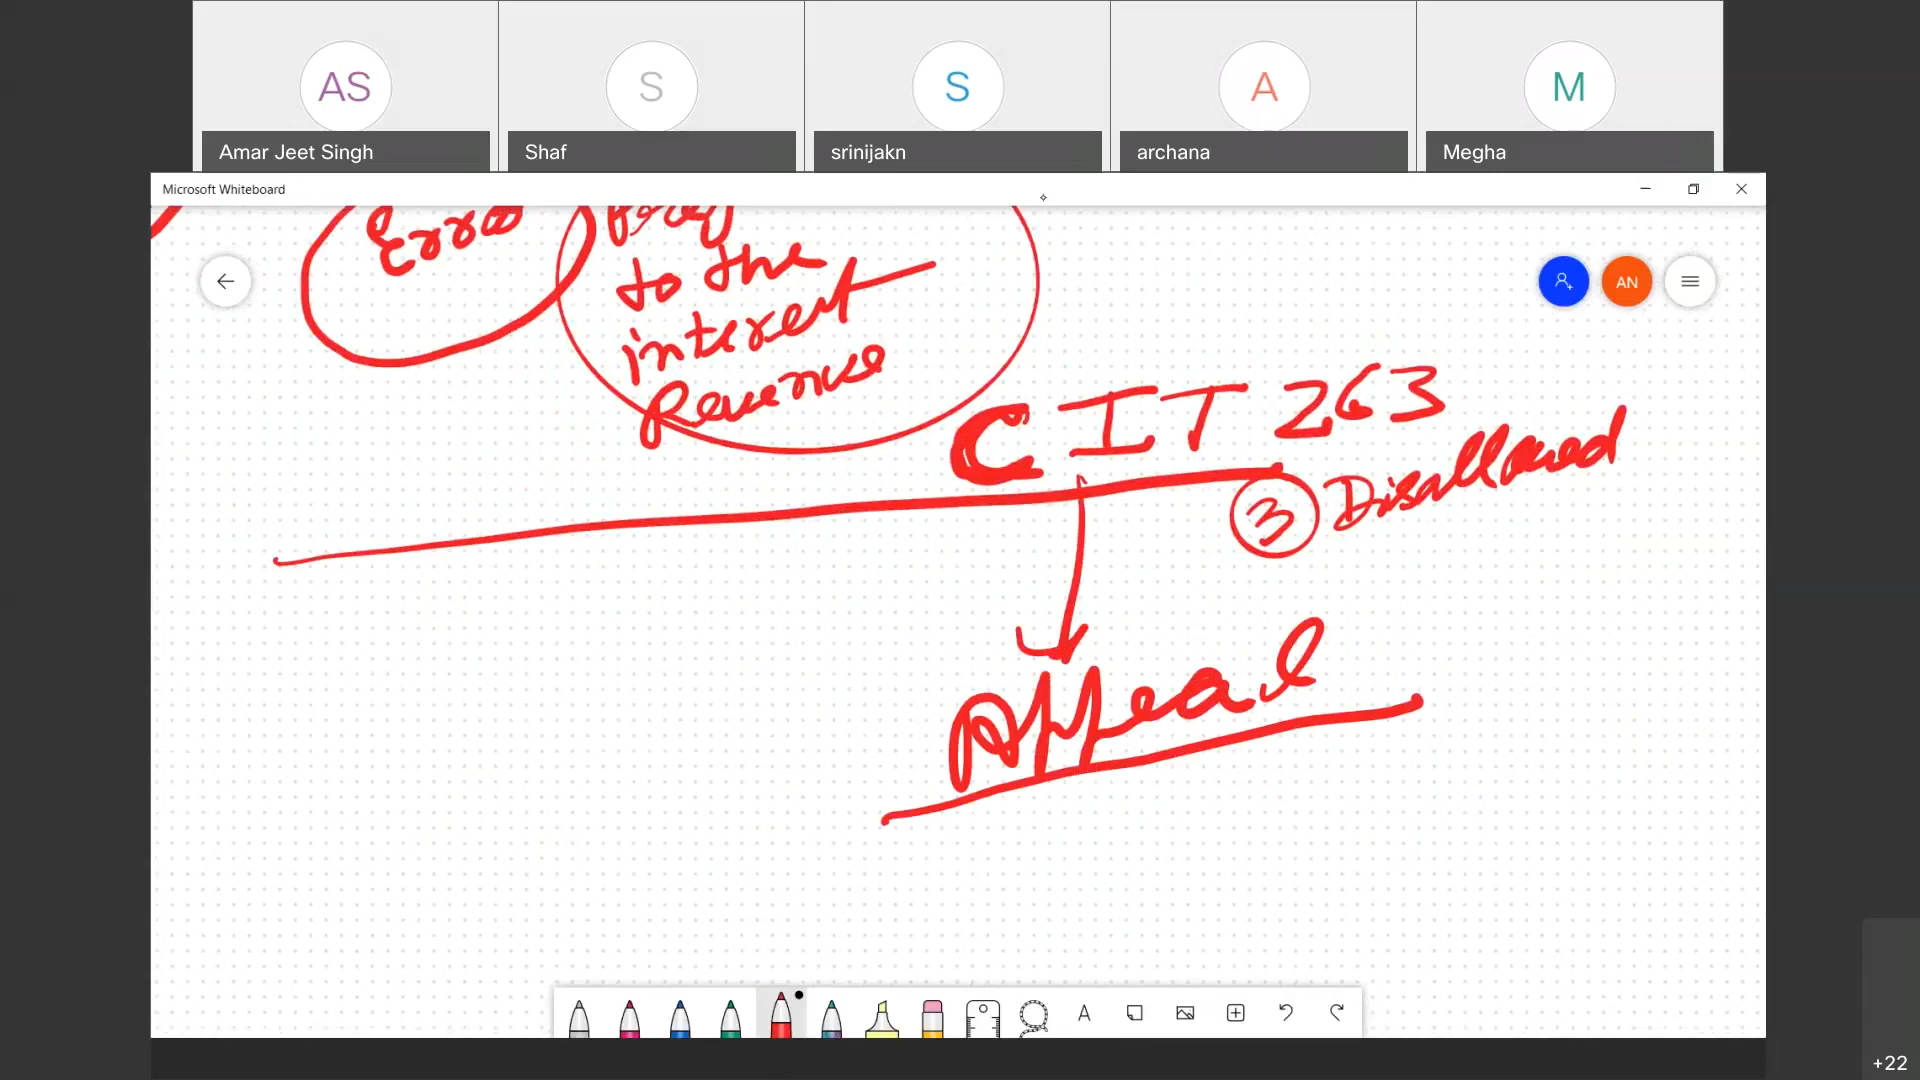 AS S S A M
Amar Jeet Singh Shaf srinijakn archana Megha
Microsoft Whiteboard
to the
interest
Revenue
AN
CIT 263
3 Disallowed
Appeal
A
+22